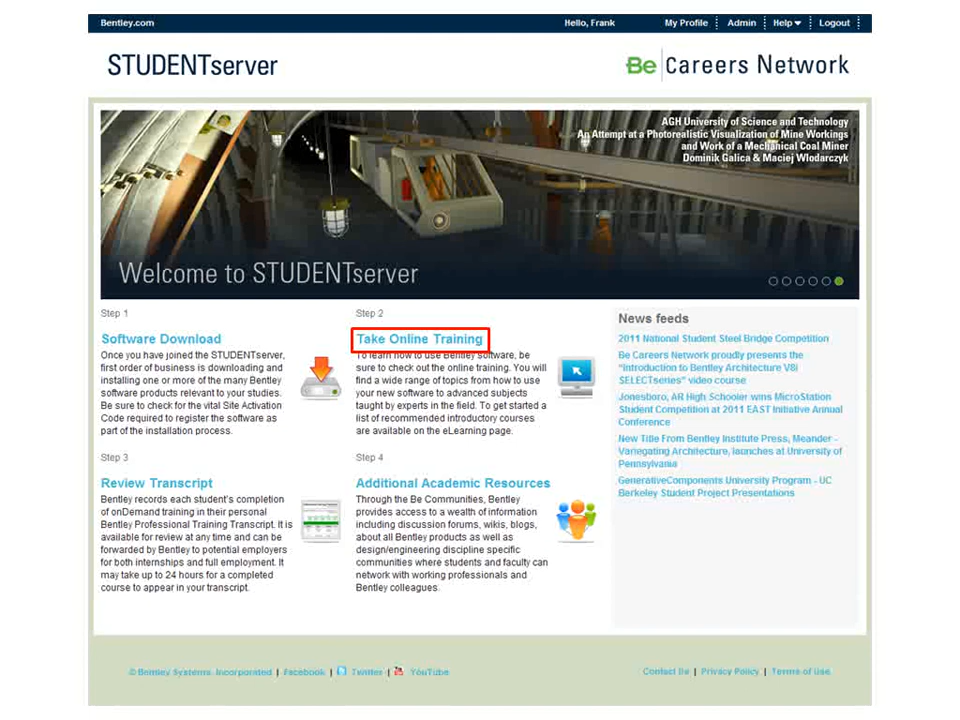 Bentley.com Hello, Frank My Profile Admin Help Logout
STUDENTserver Be Careers Network
AGH University of Science and Technology
An Attempt at a Photorealistic Visualization of Mine Workings
and Work of a Mechanical Coal Miner
Dominik Galica & Maciej Wlodarczyk
Welcome to STUDENTserver
Step 1
Software Download
Once you have joined the STUDENTserver,
first order of business is downloading and
installing one or more of the many Bentley
software products relevant to your studies.
Be sure to check for the vital Site Activation
Code required to register the software as
part of the installation process.
Step 2
Take Online Training
To learn how to use Bentley software, be
sure to check out the online training. You will
find a wide range of topics from how to use
your new software to advanced subjects
taught by experts in the field. To get started a
list of recommended introductory courses
are available on the eLearning page.
Step 3
Review Transcript
Bentley records each student's completion
of onDemand training in their personal
Bentley Professional Training Transcript. It is
available for review at any time and can be
forwarded by Bentley to potential employers
for both internships and full employment. It
may take up to 24 hours for a completed
course to appear in your transcript.
Step 4
Additional Academic Resources
Through the Be Communities, Bentley
provides access to a wealth of information
including discussion forums, wikis, blogs,
about all Bentley products as well as
design/engineering discipline specific
communities where students and faculty can
network with working professionals and
Bentley colleagues.
News feeds
2011 National Student Steel Bridge Competition
Be Careers Network proudly presents the
"Introduction to Bentley Architecture V8i
SELECTseries" video course
Jonesboro, AR High Schooler wins MicroStation
Student Competition at 2011 EAST Initiative Annual
Conference
New Title From Bentley Institute Press, Meander -
Variegating Architecture, launches at University of
Pennsylvania
GenerativeComponents University Program - UC
Berkeley Student Project Presentations
© Bentley Systems, Incorporated | Facebook | Twitter | YouTube
Contact Be | Privacy Policy | Terms of Use